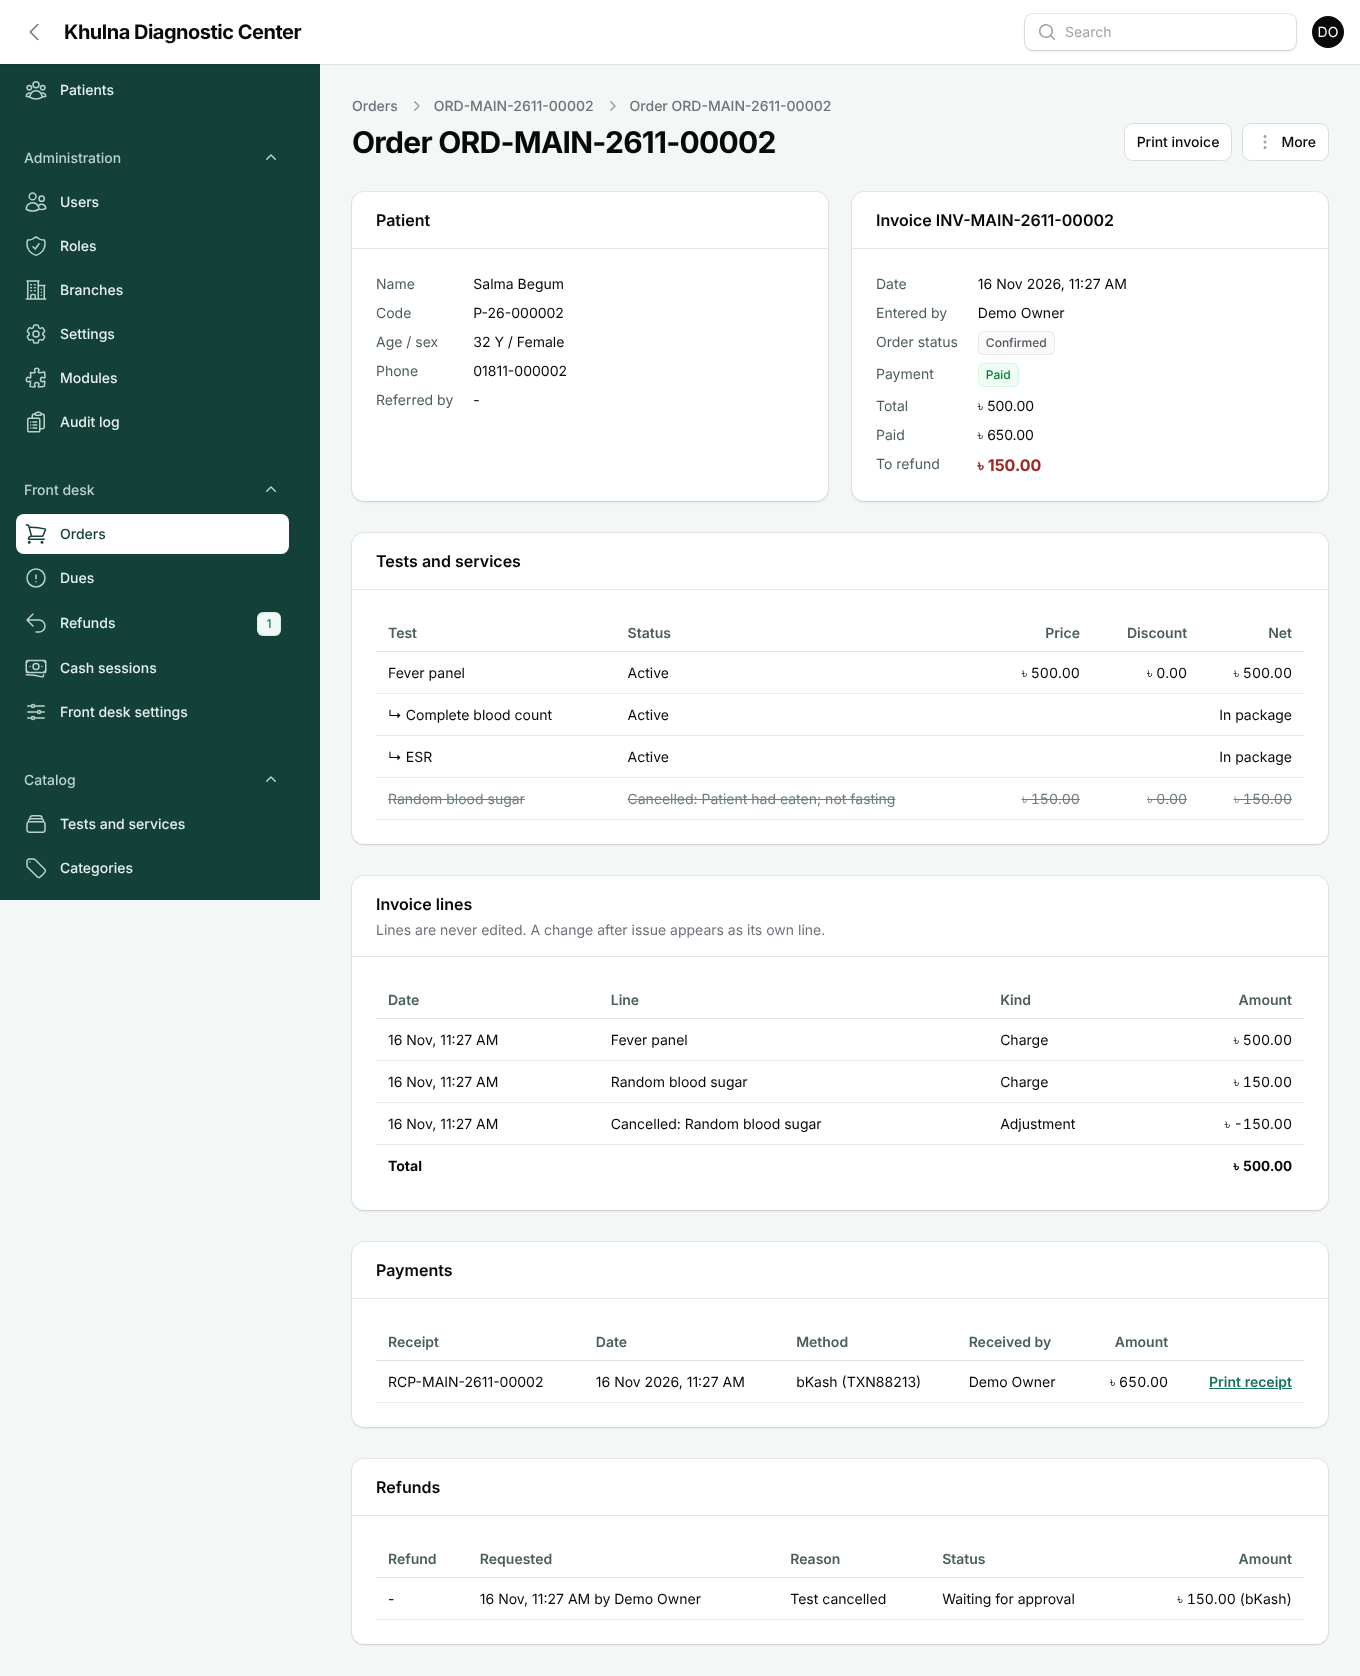 Khulna Diagnostic Center
Search
DO
Patients
Administration
Users
Roles
Branches
Settings
Modules
Audit log
Front desk
Orders
Dues
Refunds 1
Cash sessions
Front desk settings
Catalog
Tests and services
Categories
Orders > ORD-MAIN-2611-00002 > Order ORD-MAIN-2611-00002
Order ORD-MAIN-2611-00002
Print invoice
More
Patient
Name Salma Begum
Code P-26-000002
Age / sex 32 Y / Female
Phone 01811-000002
Referred by -
Invoice INV-MAIN-2611-00002
Date 16 Nov 2026, 11:27 AM
Entered by Demo Owner
Order status Confirmed
Payment Paid
Total ৳ 500.00
Paid ৳ 650.00
To refund ৳ 150.00
Tests and services
Test Status Price Discount Net
Fever panel Active ৳ 500.00 ৳ 0.00 ৳ 500.00
↳ Complete blood count Active In package
↳ ESR Active In package
Random blood sugar Cancelled: Patient had eaten; not fasting ৳ 150.00 ৳ 0.00 ৳ 150.00
Invoice lines
Lines are never edited. A change after issue appears as its own line.
Date Line Kind Amount
16 Nov, 11:27 AM Fever panel Charge ৳ 500.00
16 Nov, 11:27 AM Random blood sugar Charge ৳ 150.00
16 Nov, 11:27 AM Cancelled: Random blood sugar Adjustment ৳ -150.00
Total ৳ 500.00
Payments
Receipt Date Method Received by Amount
RCP-MAIN-2611-00002 16 Nov 2026, 11:27 AM bKash (TXN88213) Demo Owner ৳ 650.00 Print receipt
Refunds
Refund Requested Reason Status Amount
- 16 Nov, 11:27 AM by Demo Owner Test cancelled Waiting for approval ৳ 150.00 (bKash)